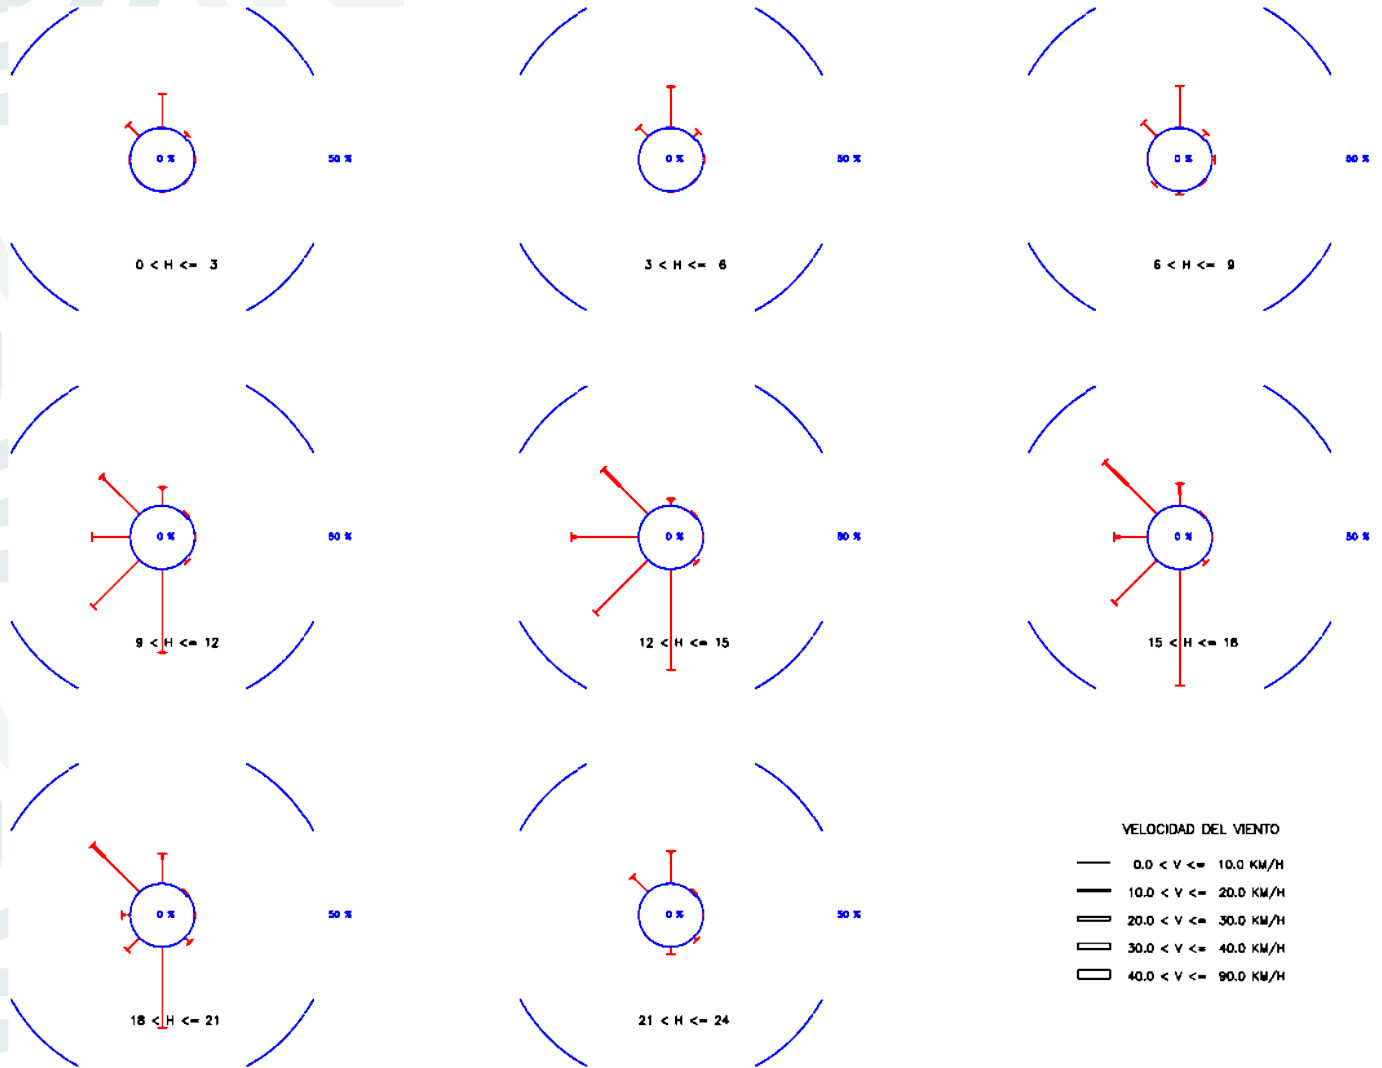 0 % 50 %
0 < H <= 3
0 % 50 %
3 < H <= 6
0 % 50 %
6 < H <= 9
0 % 50 %
9 < H <= 12
0 % 50 %
12 < H <= 15
0 % 50 %
15 < H <= 18
0 % 50 %
18 < H <= 21
0 % 50 %
21 < H <= 24
VELOCIDAD DEL VIENTO
0.0 < V <= 10.0 KM/H
10.0 < V <= 20.0 KM/H
20.0 < V <= 30.0 KM/H
30.0 < V <= 40.0 KM/H
40.0 < V <= 90.0 KM/H